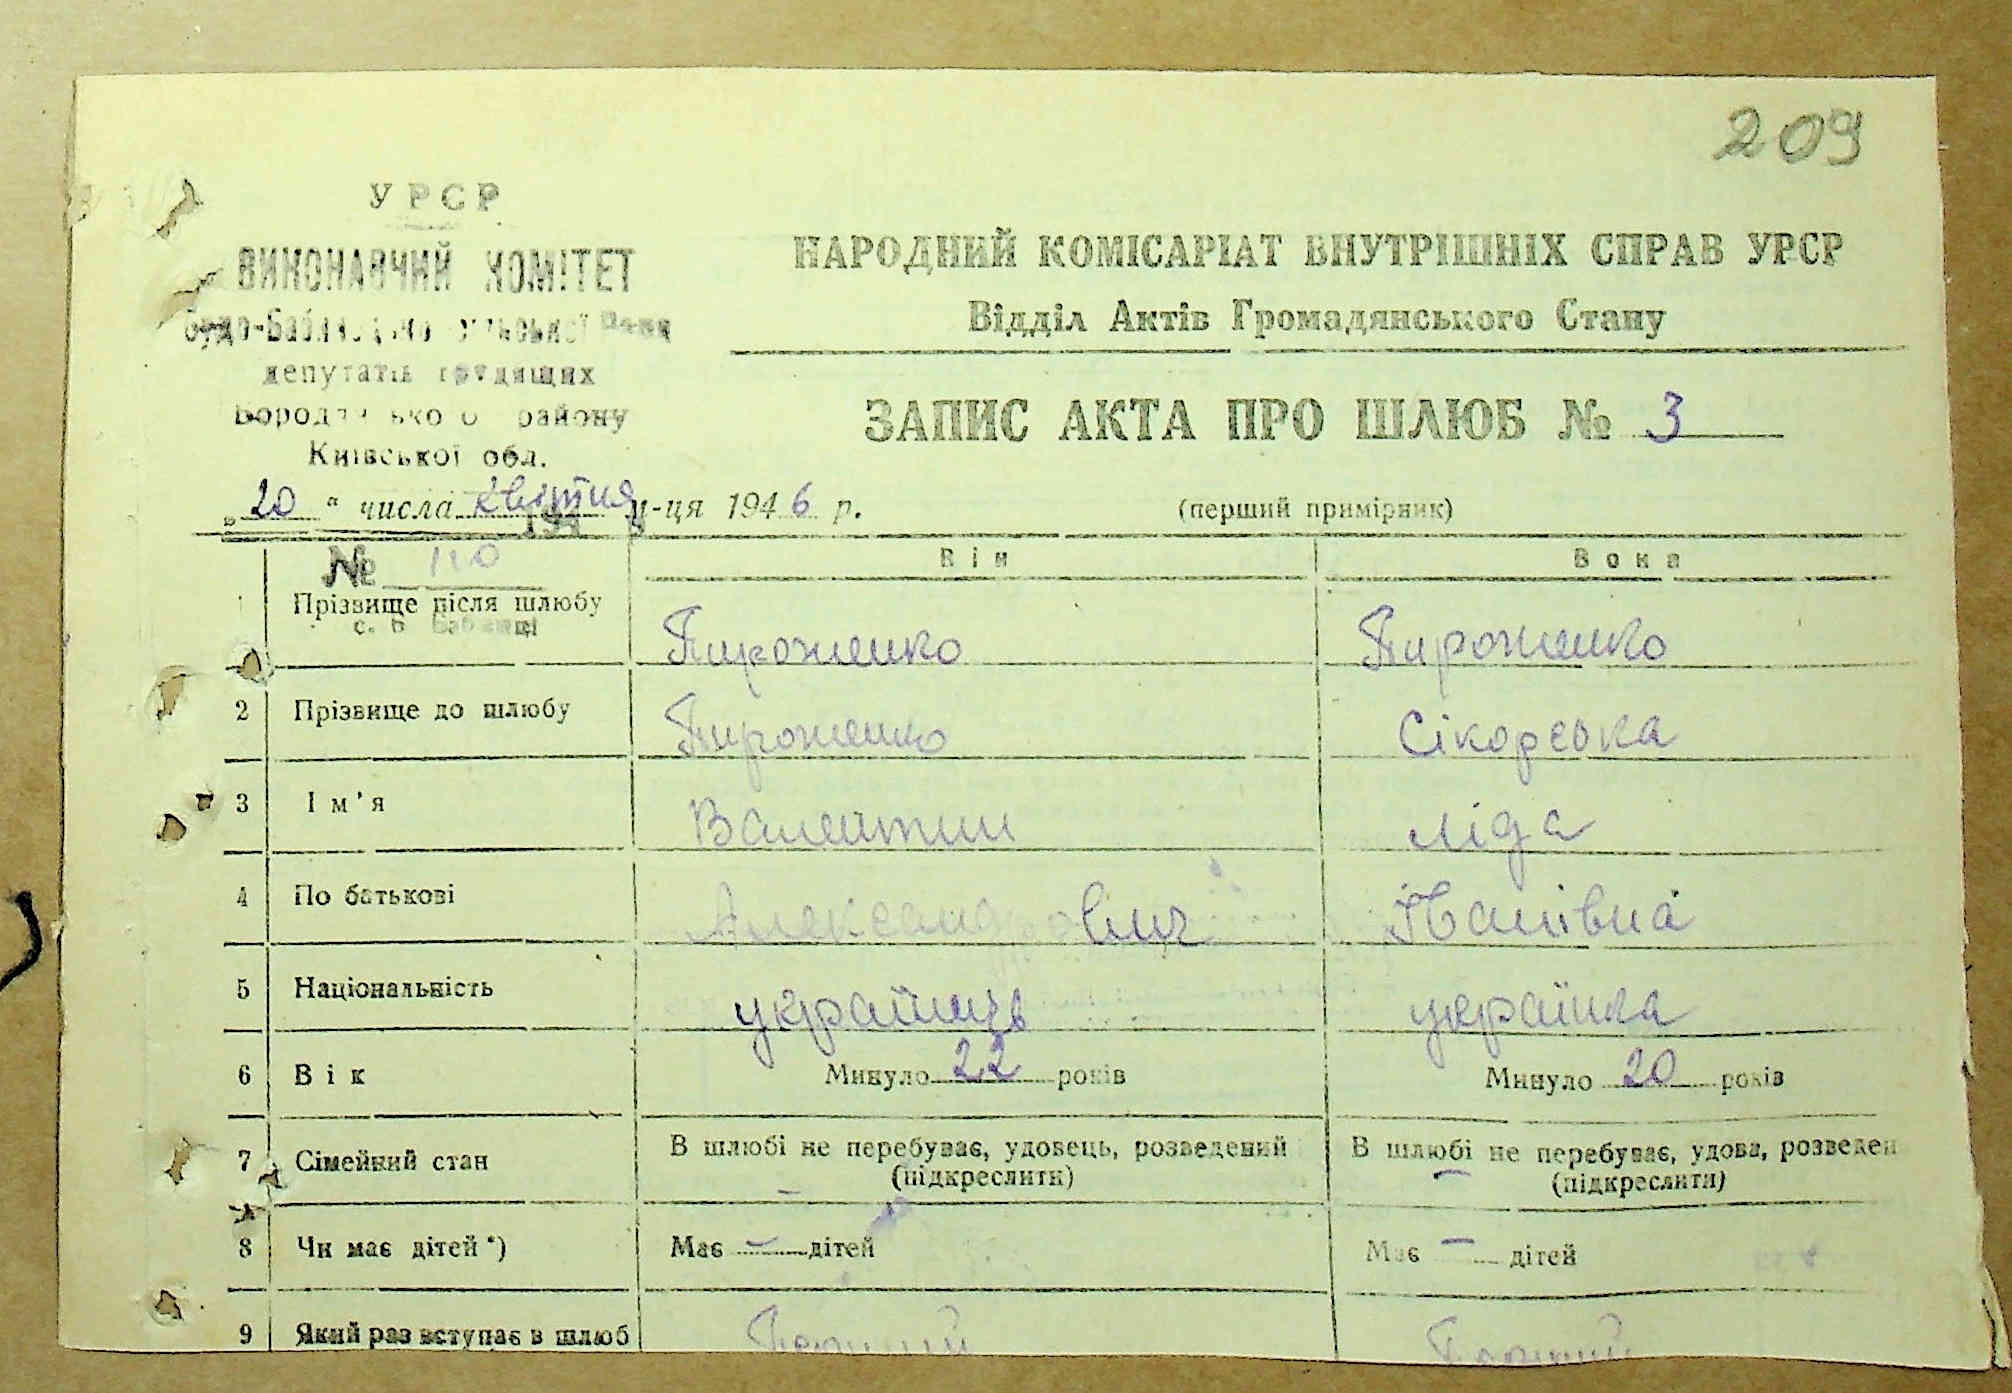 209
УРСР
ВИКОНАВЧИЙ КОМІТЕТ
депутатів трудящих
району
Київської обл.
НАРОДНИЙ КОМІСАРІАТ ВНУТРІШНІХ СПРАВ УРСР
Відділ Актів Громадянського Стану
ЗАПИС АКТА ПРО ШЛЮБ № 3
„20“ числа квітня м-ця 1946 р. (перший примірник)
№ 110
Він Вона
1 Прізвище після шлюбу Пироженко Пироженко
2 Прізвище до шлюбу Пироженко Сікорська
3 Ім'я Валентин Ліда
4 По батькові Александрович Іванівна
5 Національність українець українка
6 Вік Минуло 22 років Минуло 20 років
7 Сімейний стан В шлюбі не перебуває, удовець, розведений В шлюбі не перебуває, удова, розведен
(підкреслити) (підкреслити)
8 Чи має дітей*) Має — дітей Має — дітей
9 Який раз вступає в шлюб Перший Перший